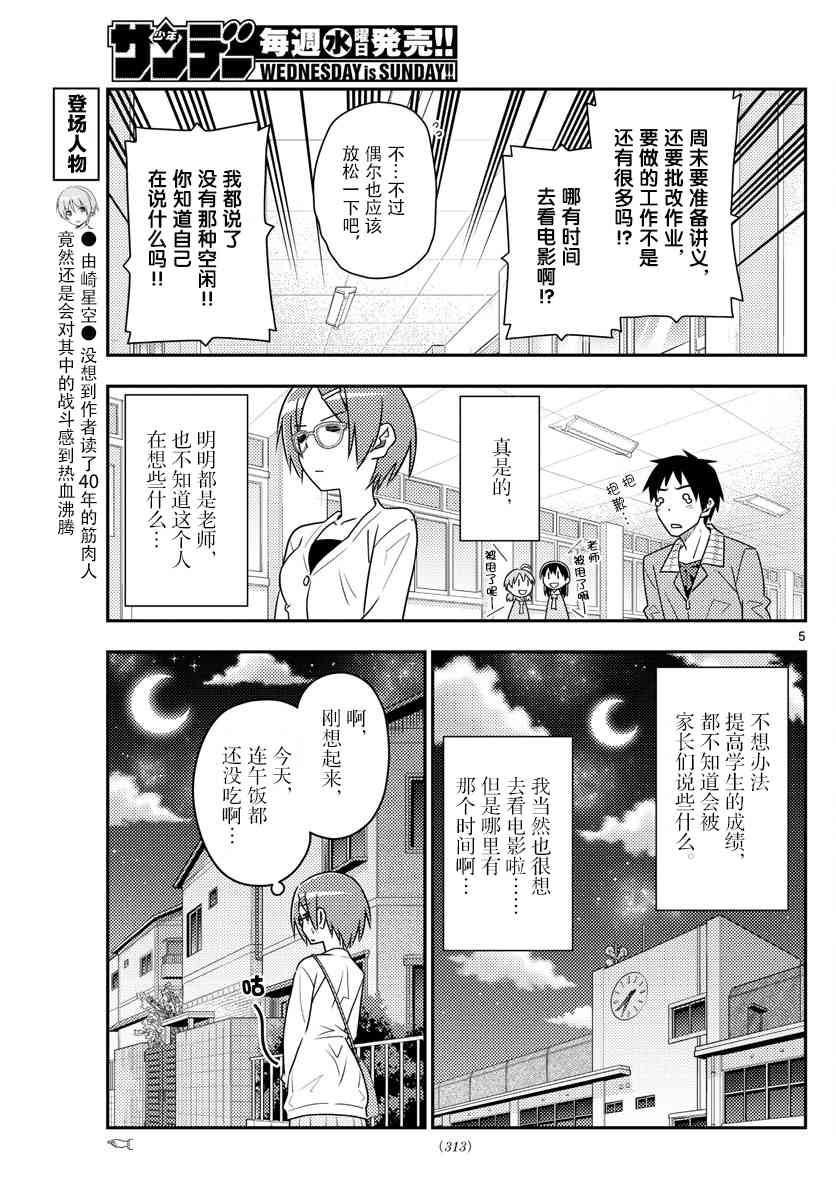 少年
サンデー
毎週水曜日発売!!
WEDNESDAY is SUNDAY!!
登场人物
●由崎星空●没想到作者读了40年的筋肉人
竟然还是会对其中的战斗感到热血沸腾
周末要准备讲义,
还要批改作业,
要做的工作不是
还有很多吗!?
哪有时间
去看电影啊!?
不…不过
偶尔也应该
放松一下吧,
我都说了
没有那种空闲!!
你知道自己
在说什么吗!!
抱、
抱歉…
真是的,
老师
被甩了啊—
被甩了呢—
明明都是老师,
也不知道这个人
在想些什么…
5
不想办法
提高学生的成绩,
都不知道会被
家长们说些什么。
我当然也很想
去看电影啦……
但是哪里有
那个时间啊……
啊,
刚想起来,
今天,
连午饭都
还没吃啊…
咕
(313)